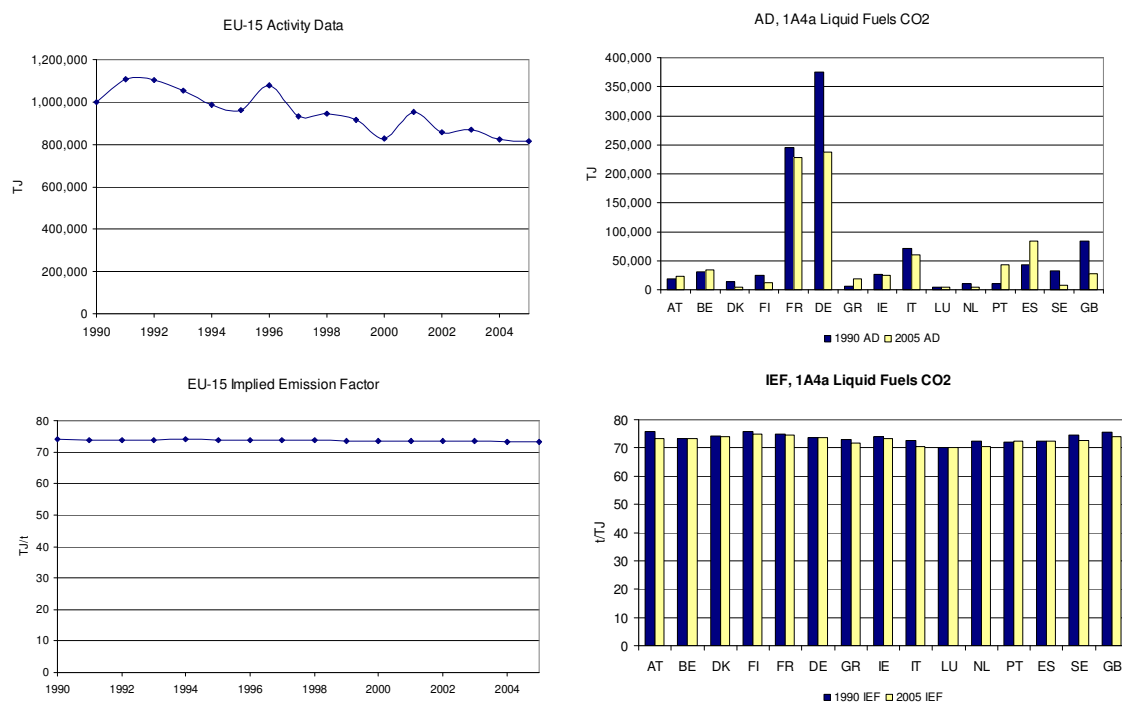 EU-15 Activity Data
1,200,000
1,000,000
800,000
600,000
400,000
200,000
0
TJ
1990 1992 1994 1996 1998 2000 2002 2004
AD, 1A4a Liquid Fuels CO2
400,000
350,000
300,000
250,000
200,000
150,000
100,000
50,000
0
TJ
AT BE DK FI FR DE GR IE IT LU NL PT ES SE GB
1990 AD 2005 AD
EU-15 Implied Emission Factor
80
70
60
50
40
30
20
10
0
TJ/t
1990 1992 1994 1996 1998 2000 2002 2004
IEF, 1A4a Liquid Fuels CO2
80
70
60
50
40
30
20
10
0
t/TJ
AT BE DK FI FR DE GR IE IT LU NL PT ES SE GB
1990 IEF 2005 IEF